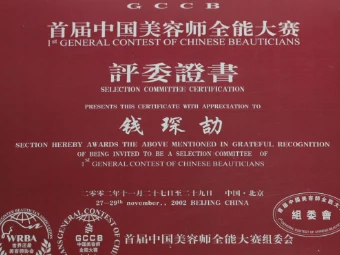 GCCB
首届中国美容师全能大赛
1st GENERAL CONTEST OF CHINESE BEAUTICIANS
評委證書
SELECTION COMMITTEE CERTIFICATION
PRESENTS THIS CERTIFICATE WITH APPRECIATION TO
钱琛劼
SECTION HEREBY AWARDS THE ABOVE MENTIONED IN GRATEFUL RECOGNITION
OF BEING INVITED TO BE A SELECTION COMMITTEE OF
1st GENERAL CONTEST OF CHINESE BEAUTICIANS
二零零二年十一月二十七日至二十九日 中国·北京
27-29th november., 2002 BEIJING CHINA
組委會
WRBA
GCCB
首届中国美容师全能大赛组委会